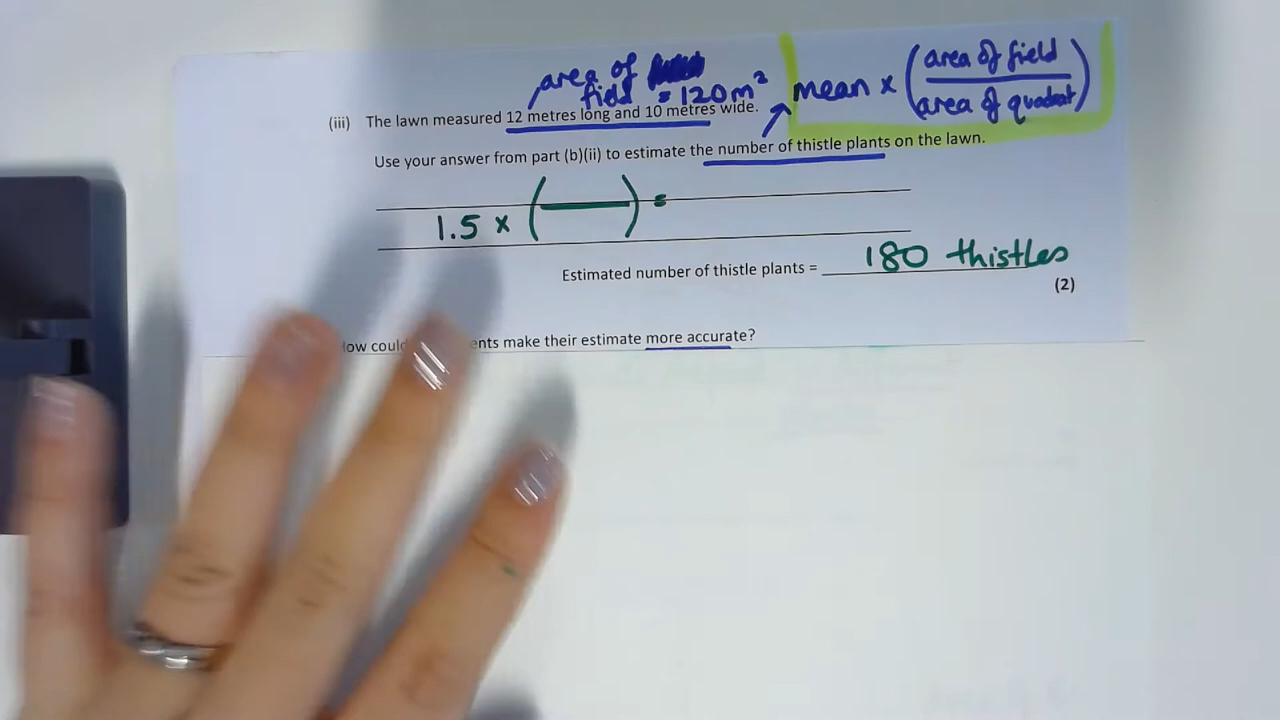 area of
field = 120m²
mean × (area of field / area of quadrat)
(iii) The lawn measured 12 metres long and 10 metres wide.
Use your answer from part (b)(ii) to estimate the number of thistle plants on the lawn.
1.5 × ( ) =
Estimated number of thistle plants = 180 thistles
(2)
ow could ents make their estimate more accurate?